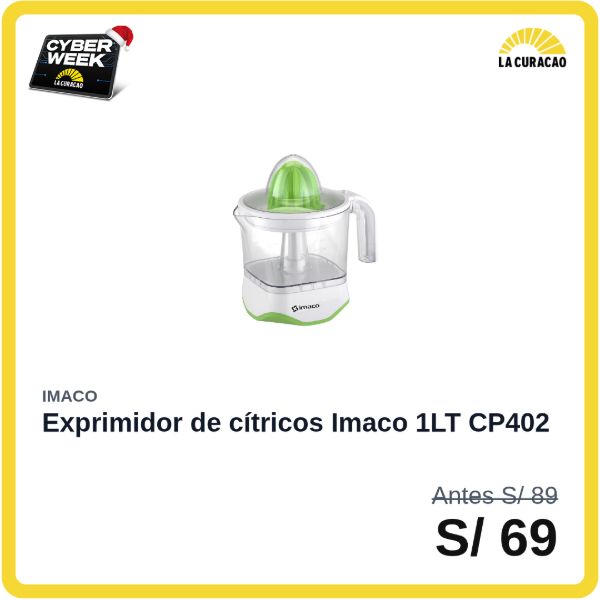 CYBER
WEEK
LA CURACAO
LA CURACAO
imaco
IMACO
Exprimidor de cítricos Imaco 1LT CP402
Antes S/ 89
S/ 69